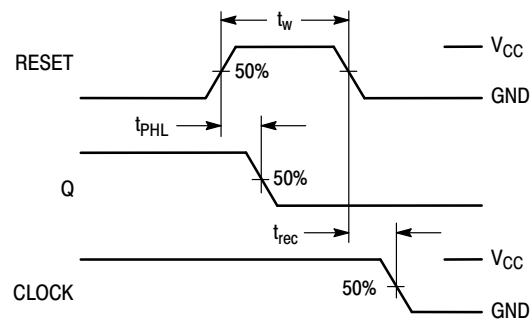 t_w
V_CC
RESET
50%
GND
t_PHL
50%
Q
t_rec
V_CC
CLOCK
50%
GND